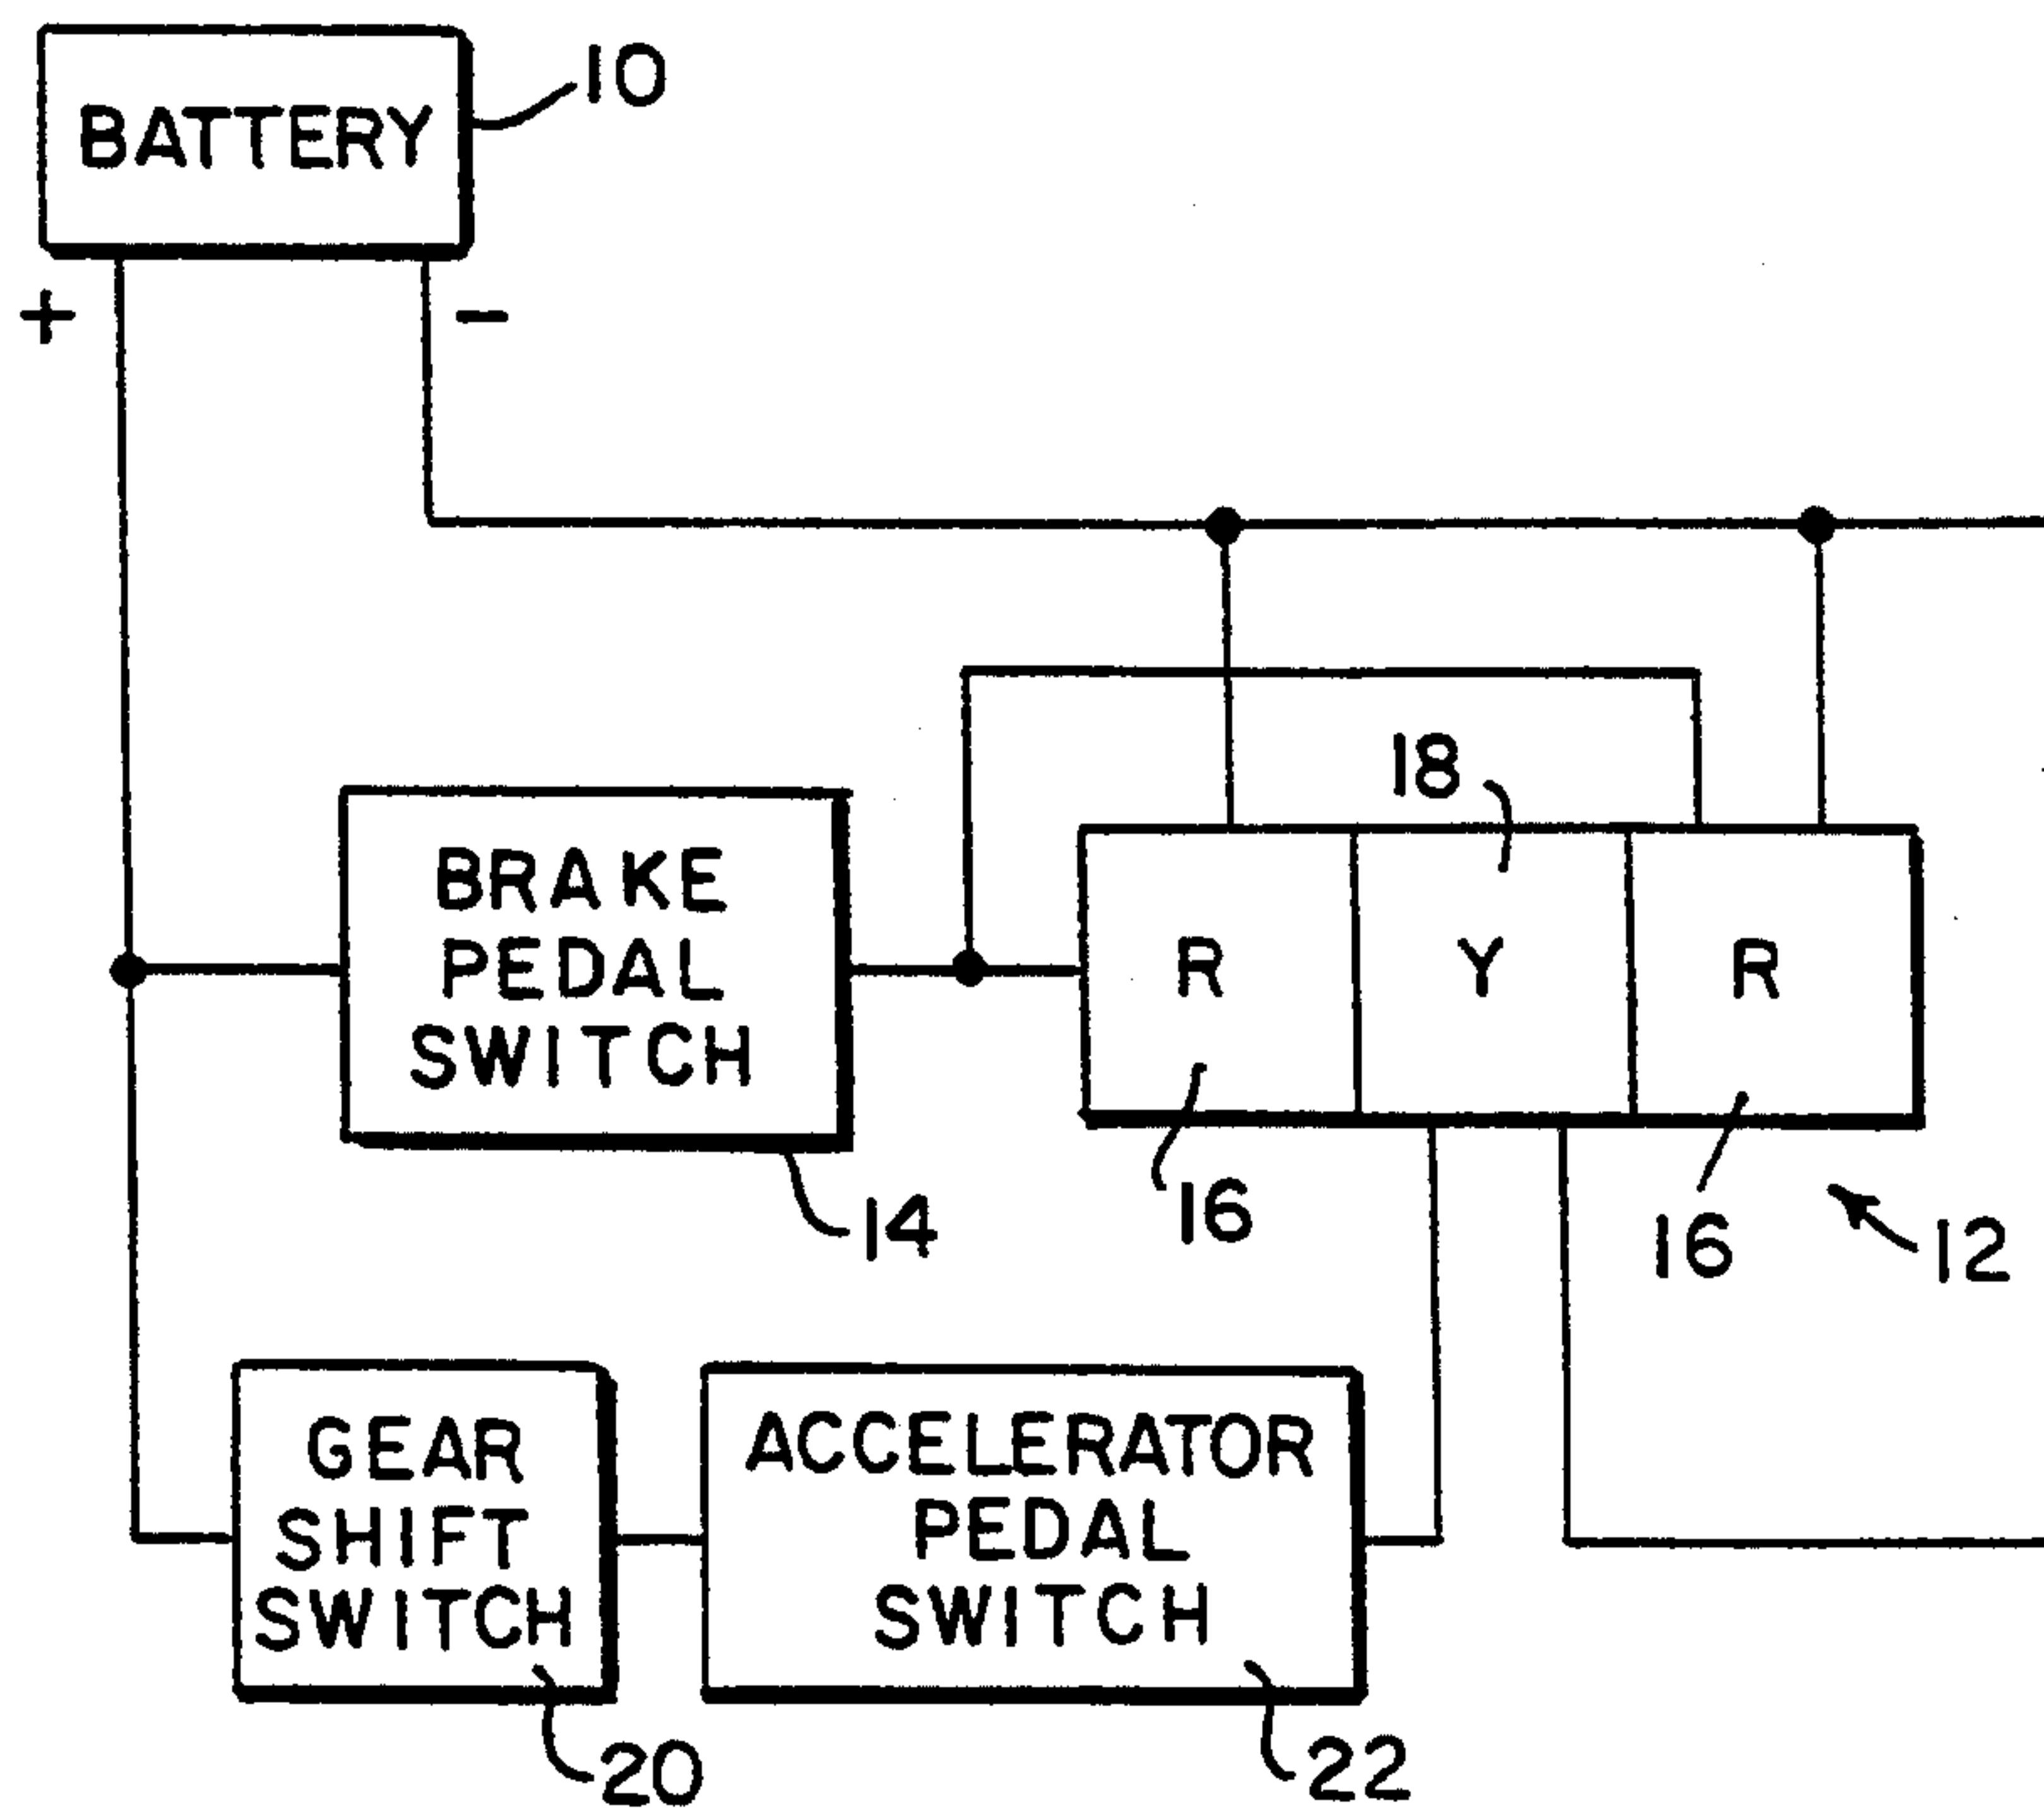 BATTERY
10
+
-
18
BRAKE
PEDAL
SWITCH
R
Y
R
14
16
16
12
GEAR
SHIFT
SWITCH
ACCELERATOR
PEDAL
SWITCH
20
22